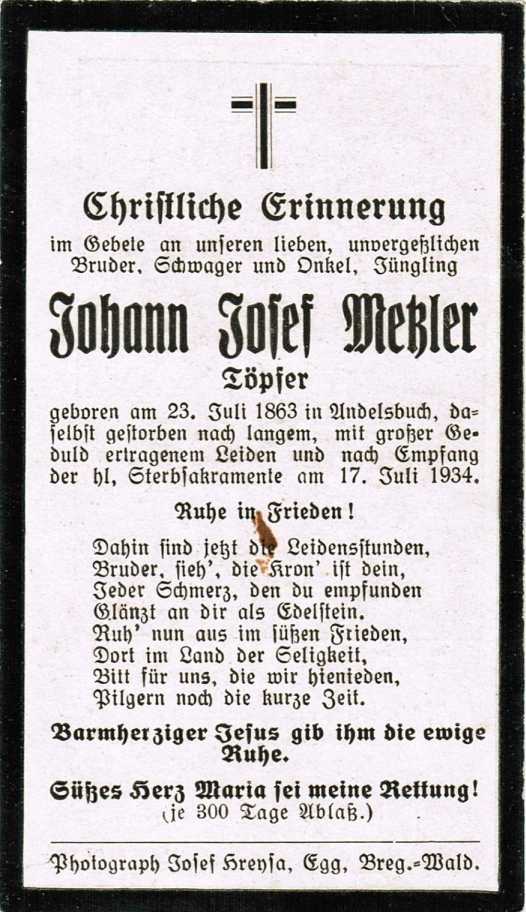 Christliche Erinnerung
im Gebete an unseren lieben, unvergeßlichen
Bruder, Schwager und Onkel, Jüngling
Johann Josef Metzler
Töpfer
geboren am 23. Juli 1863 in Andelsbuch, da=
selbst gestorben nach langem, mit großer Ge-
duld ertragenem Leiden und nach Empfang
der hl, Sterbsakramente am 17. Juli 1934.
Ruhe in Frieden!
Dahin sind jetzt die Leidensstunden,
Bruder, sieh', die Kron' ist dein,
Jeder Schmerz, den du empfunden
Glänzt an dir als Edelstein.
Ruh' nun aus im süßen Frieden,
Dort im Land der Seligkeit,
Bitt für uns, die wir hienieden,
Pilgern noch die kurze Zeit.
Barmherziger Jesus gib ihm die ewige
Ruhe.
Süßes Herz Maria sei meine Rettung!
(je 300 Tage Ablaß.)
Photograph Josef Hreysa, Egg, Breg.=Wald.